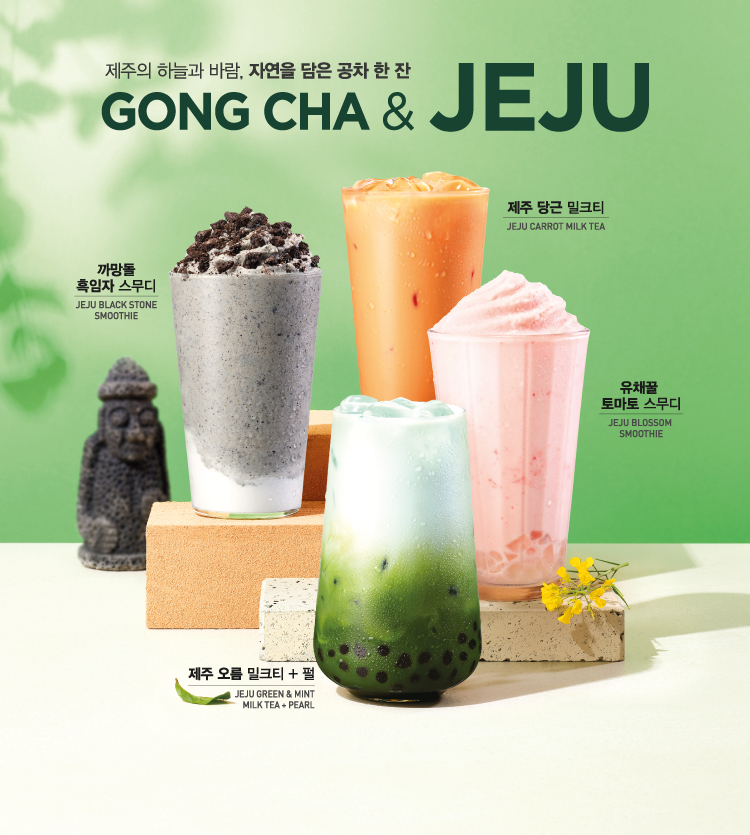 제주의 하늘과 바람, 자연을 담은 공차 한 잔
GONG CHA & JEJU
제주 당근 밀크티
JEJU CARROT MILK TEA
까망돌
흑임자 스무디
JEJU BLACK STONE
SMOOTHIE
유채꿀
토마토 스무디
JEJU BLOSSOM
SMOOTHIE
제주 오름 밀크티 + 펄
JEJU GREEN & MINT
MILK TEA + PEARL